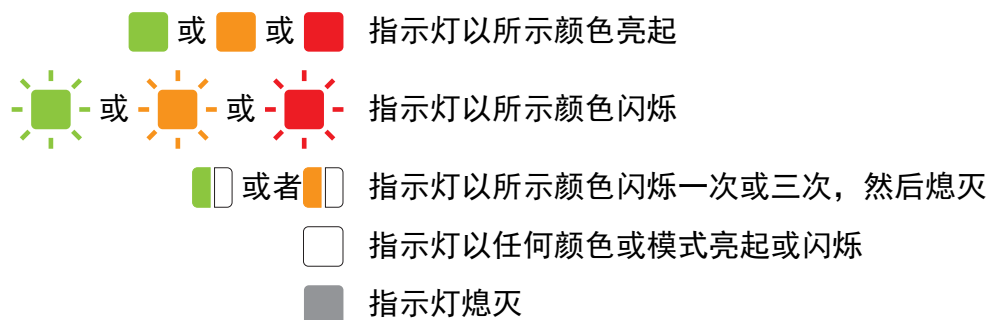 或 或 指示灯以所示颜色亮起
或 或 指示灯以所示颜色闪烁
或者 指示灯以所示颜色闪烁一次或三次，然后熄灭
指示灯以任何颜色或模式亮起或闪烁
指示灯熄灭